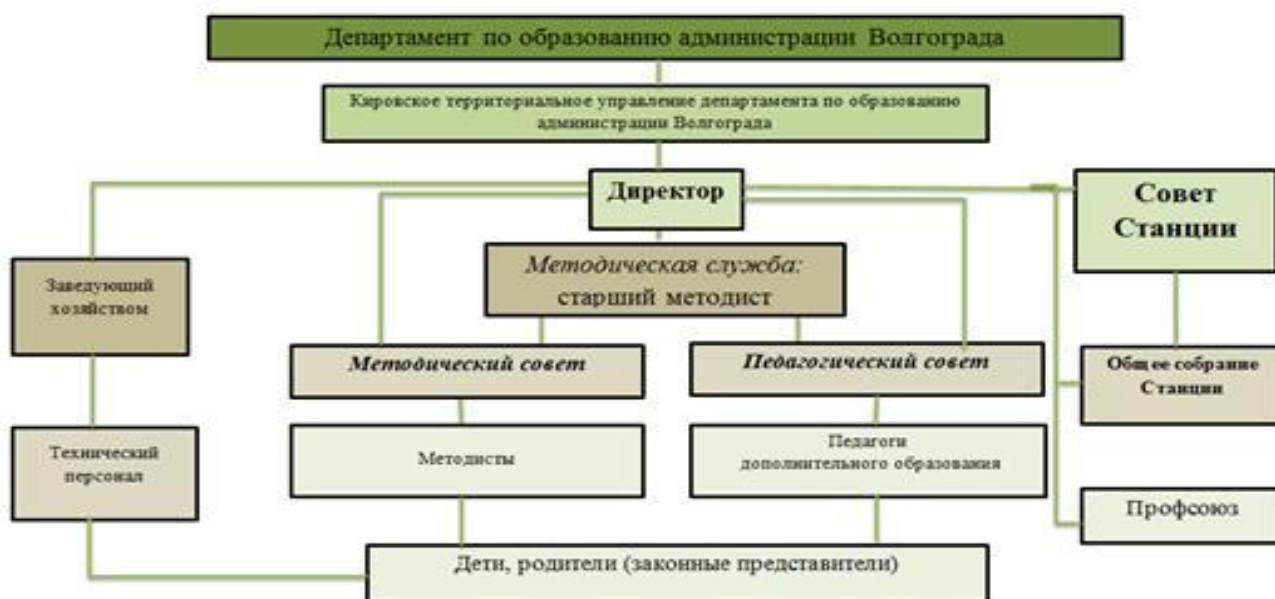 Департамент по образованию администрации Волгограда
Кировское территориальное управление департамента по образованию
администрации Волгограда
Директор
Совет
Станции
Методическая служба:
старший методист
Заведующий
хозяйством
Методический совет
Педагогический совет
Общее собрание
Станции
Технический
персонал
Методисты
Педагоги
дополнительного образования
Профсоюз
Дети, родители (законные представители)